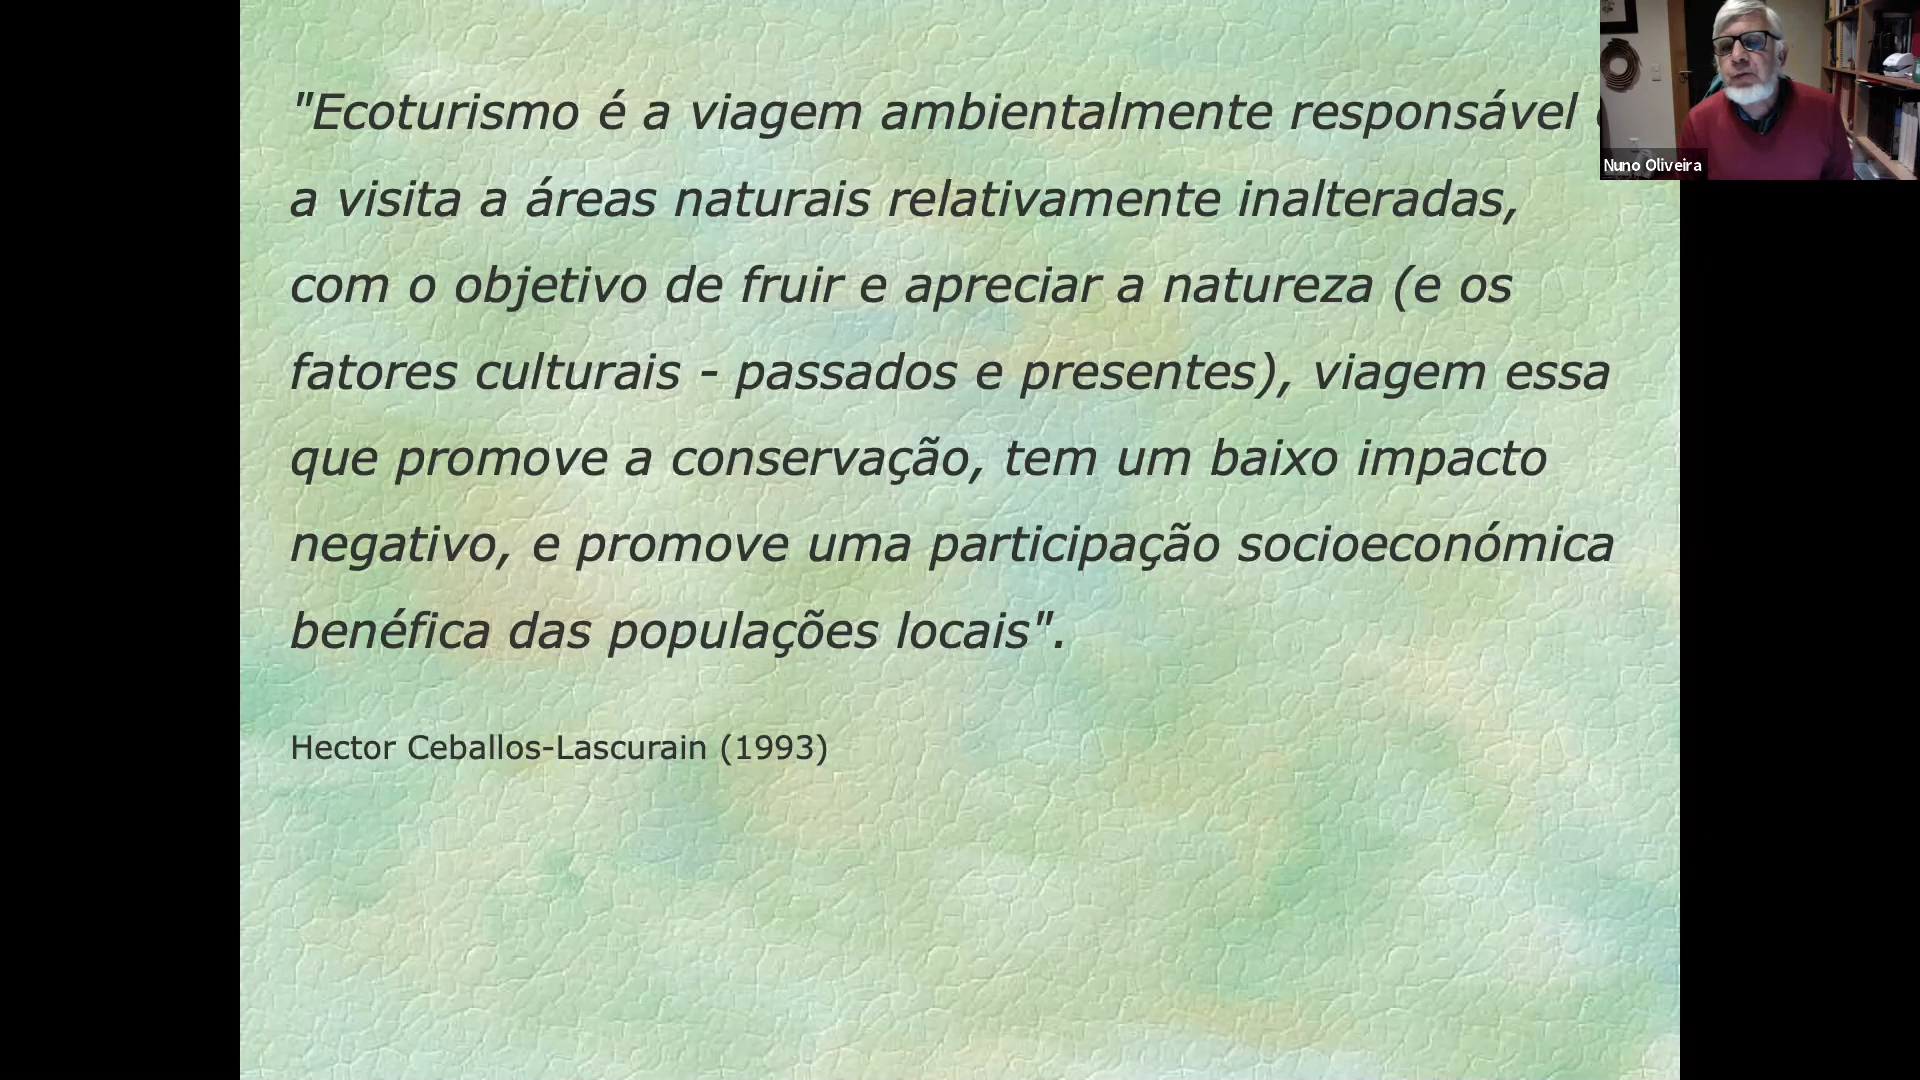 "Ecoturismo é a viagem ambientalmente responsável
a visita a áreas naturais relativamente inalteradas,
com o objetivo de fruir e apreciar a natureza (e os
fatores culturais - passados e presentes), viagem essa
que promove a conservação, tem um baixo impacto
negativo, e promove uma participação socioeconómica
benéfica das populações locais".
Hector Ceballos-Lascurain (1993)
Nuno Oliveira